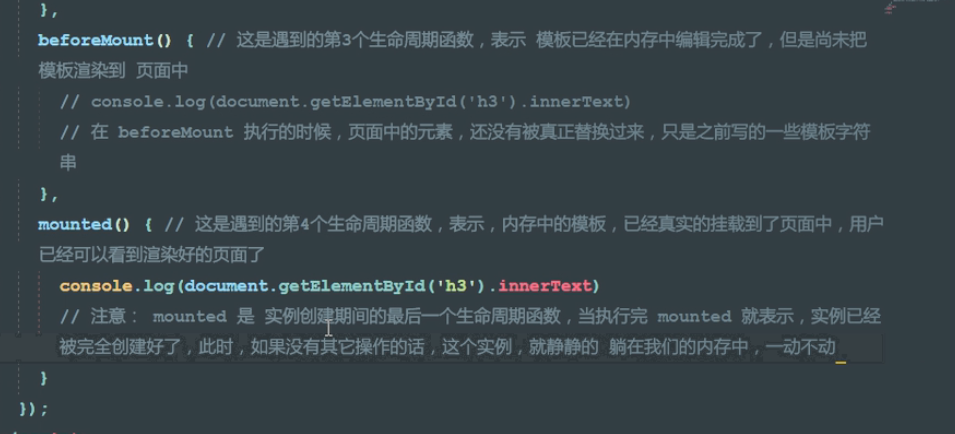 },
beforeMount() { // 这是遇到的第3个生命周期函数，表示 模板已经在内存中编辑完成了，但是尚未把
模板渲染到 页面中
// console.log(document.getElementById('h3').innerText)
// 在 beforeMount 执行的时候，页面中的元素，还没有被真正替换过来，只是之前写的一些模板字符
串
},
mounted() { // 这是遇到的第4个生命周期函数，表示，内存中的模板，已经真实的挂载到了页面中，用户
已经可以看到渲染好的页面了
console.log(document.getElementById('h3').innerText)
// 注意： mounted 是 实例创建期间的最后一个生命周期函数，当执行完 mounted 就表示，实例已经
被完全创建好了，此时，如果没有其它操作的话，这个实例，就静静的 躺在我们的内存中，一动不动
}
});